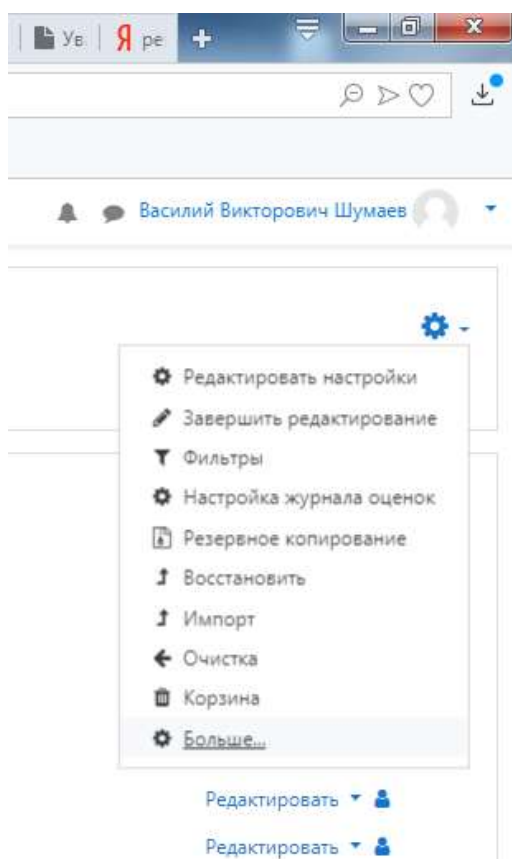 Ув
Я ре
Василий Викторович Шумаев
Редактировать настройки
Завершить редактирование
Фильтры
Настройка журнала оценок
Резервное копирование
Восстановить
Импорт
Очистка
Корзина
Больше...
Редактировать
Редактировать